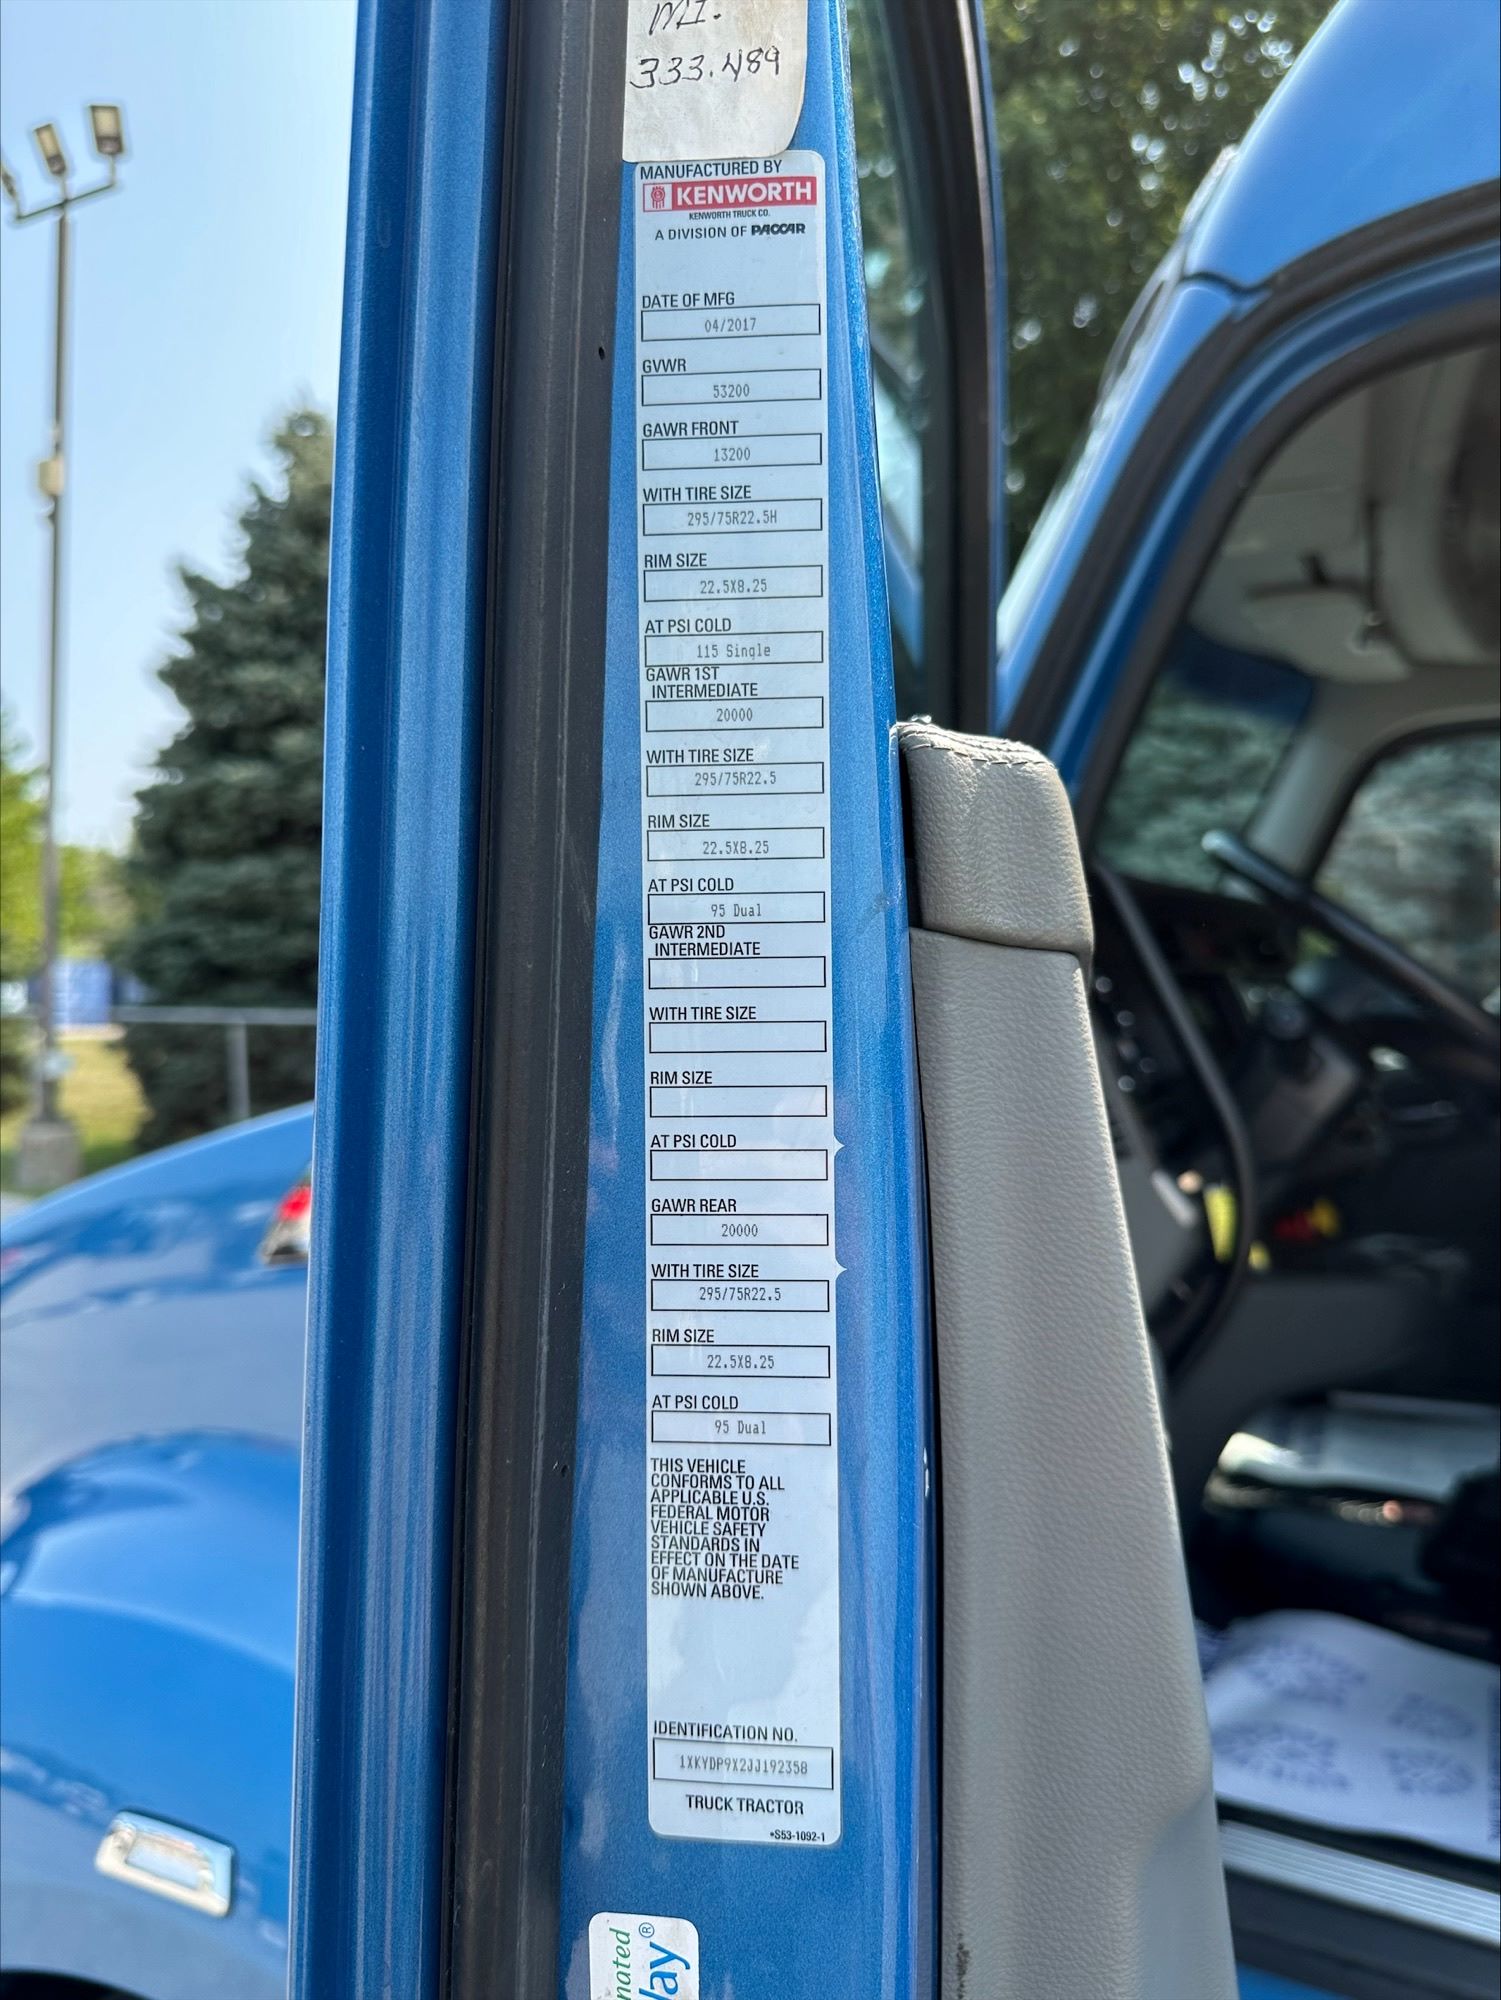 MI.
333.489
MANUFACTURED BY
KENWORTH
KENWORTH TRUCK CO.
A DIVISION OF PACCAR
DATE OF MFG
04/2017
GVWR
53200
GAWR FRONT
13200
WITH TIRE SIZE
295/75R22.5H
RIM SIZE
22.5X8.25
AT PSI COLD
115 Single
GAWR 1ST
INTERMEDIATE
20000
WITH TIRE SIZE
295/75R22.5
RIM SIZE
22.5X8.25
AT PSI COLD
95 Dual
GAWR 2ND
INTERMEDIATE
WITH TIRE SIZE
RIM SIZE
AT PSI COLD
GAWR REAR
20000
WITH TIRE SIZE
295/75R22.5
RIM SIZE
22.5X8.25
AT PSI COLD
95 Dual
THIS VEHICLE
CONFORMS TO ALL
APPLICABLE U.S.
FEDERAL MOTOR
VEHICLE SAFETY
STANDARDS IN
EFFECT ON THE DATE
OF MANUFACTURE
SHOWN ABOVE.
IDENTIFICATION NO.
1XKYDP9X2JJ192358
TRUCK TRACTOR
*S53-1092-1
nated
Way®